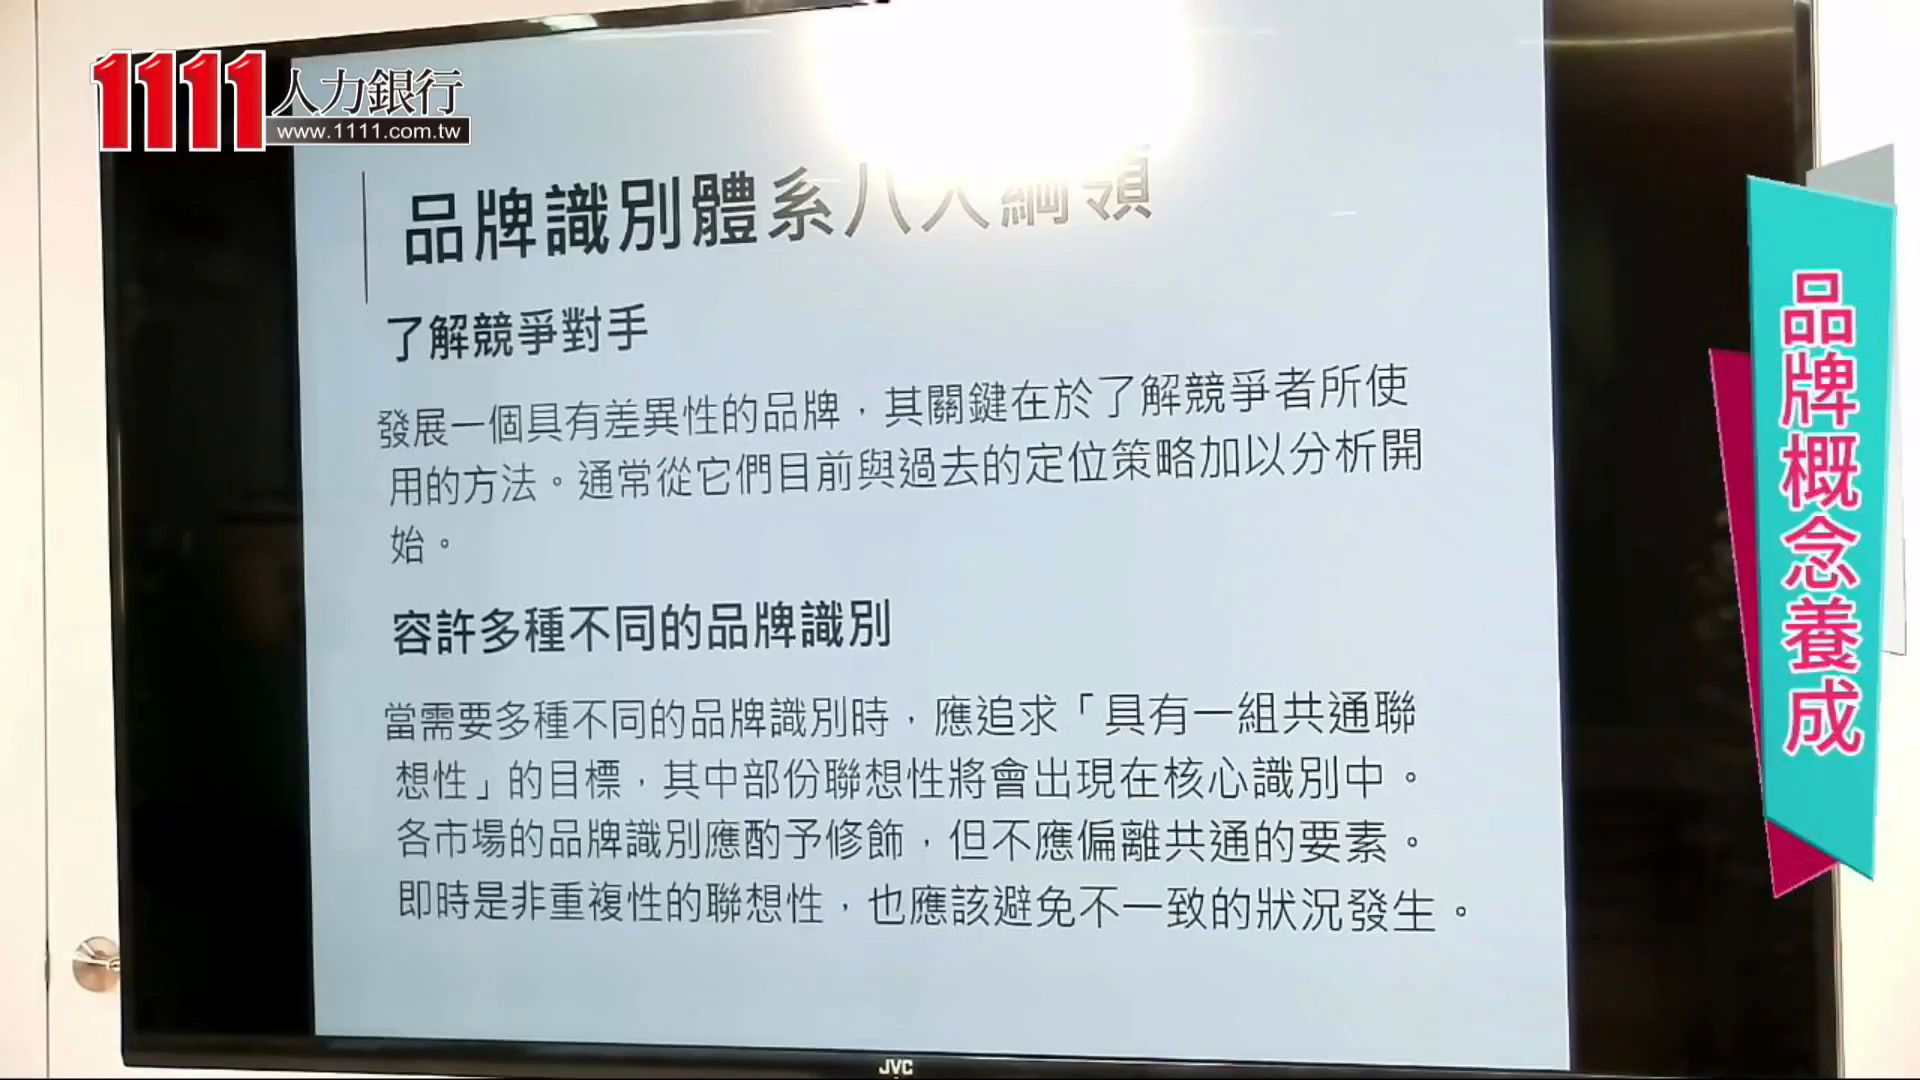 1111人力銀行
www.1111.com.tw
品牌識別體系八大綱領
了解競爭對手
發展一個具有差異性的品牌，其關鍵在於了解競爭者所使
用的方法。通常從它們目前與過去的定位策略加以分析開
始。
容許多種不同的品牌識別
當需要多種不同的品牌識別時，應追求「具有一組共通聯
想性」的目標，其中部份聯想性將會出現在核心識別中。
各市場的品牌識別應酌予修飾，但不應偏離共通的要素。
即時是非重複性的聯想性，也應該避免不一致的狀況發生。
品牌概念養成
JVC